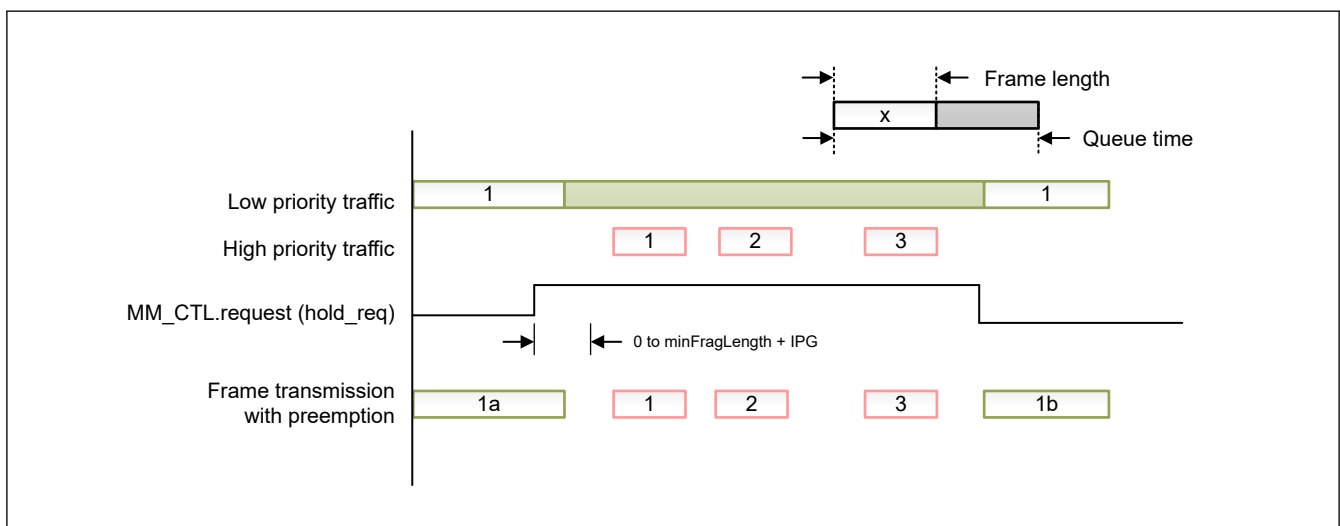 Frame length
x
Queue time
Low priority traffic
1
1
High priority traffic
1
2
3
MM_CTL.request (hold_req)
0 to minFragLength + IPG
Frame transmission
with preemption
1a
1
2
3
1b